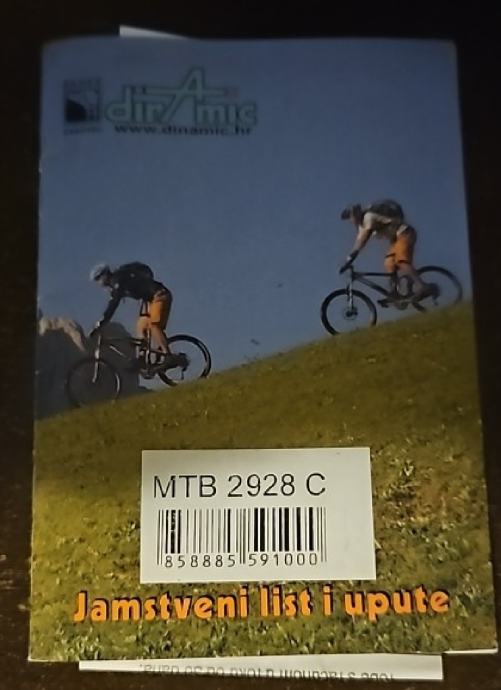 dinAmic
www.dinamic.hr
MTB 2928 C
858885 591000
Jamstveni list i upute